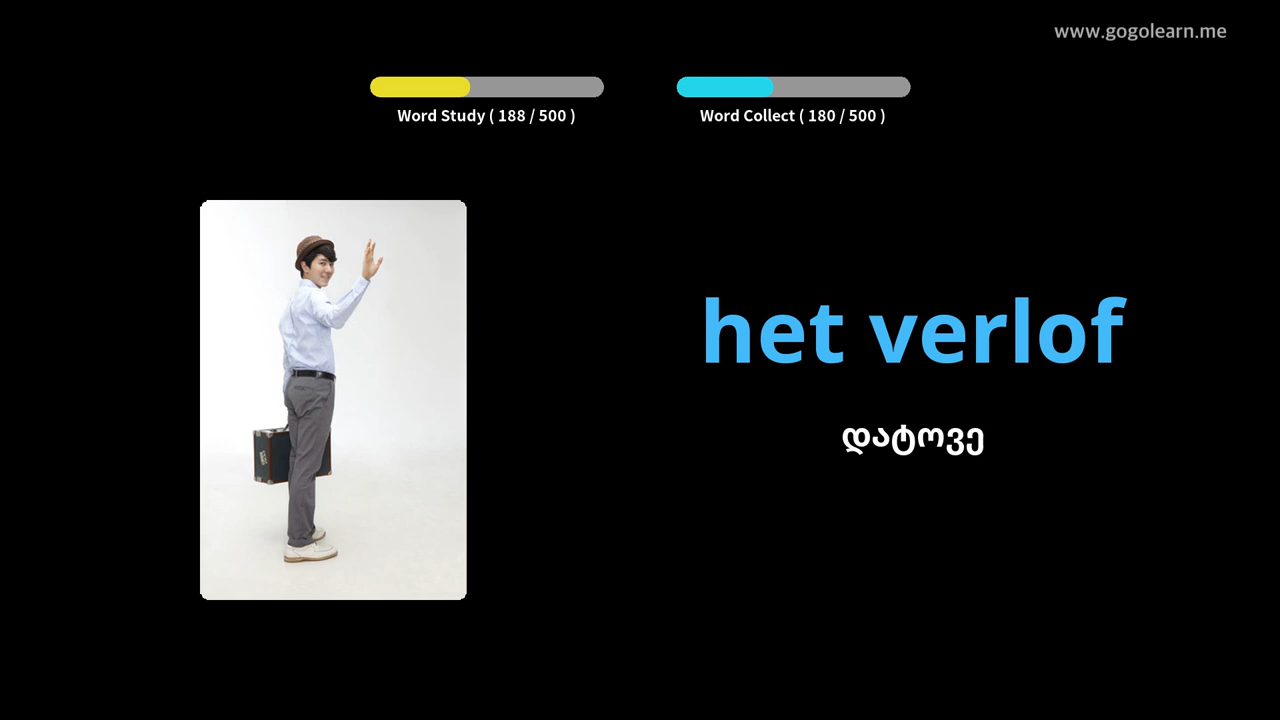 www.gogolearn.me
Word Study ( 188 / 500 )
Word Collect ( 180 / 500 )
het verlof
დატოვე